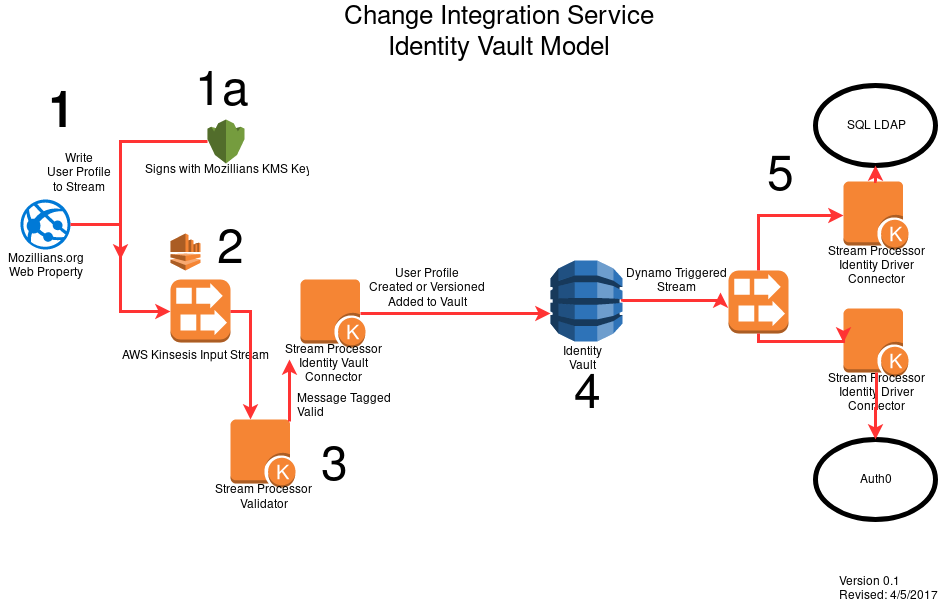 Change Integration Service
Identity Vault Model
1
1a
Write
User Profile
to Stream
Signs with Mozillians KMS Key
Mozillians.org
Web Property
2
AWS Kinsesis Input Stream
Stream Processor
Identity Vault
Connector
K
Message Tagged
Valid
K
Stream Processor
Validator
3
User Profile
Created or Versioned
Added to Vault
Identity
Vault
4
Dynamo Triggered
Stream
5
SQL LDAP
K
Stream Processor
Identity Driver
Connector
K
Stream Processor
Identity Driver
Connector
Auth0
Version 0.1
Revised: 4/5/2017